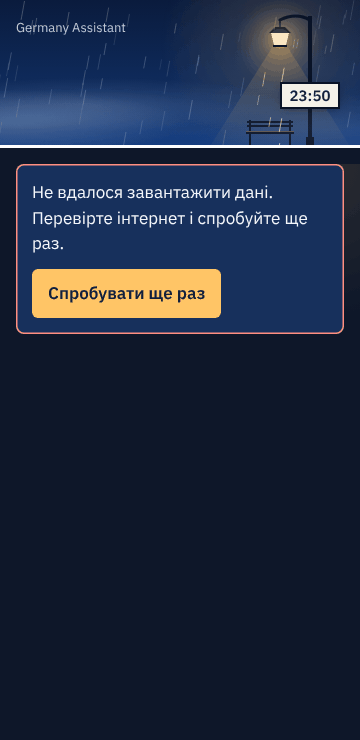 Germany Assistant
23:50
Не вдалося завантажити дані.
Перевірте інтернет і спробуйте ще
раз.
Спробувати ще раз